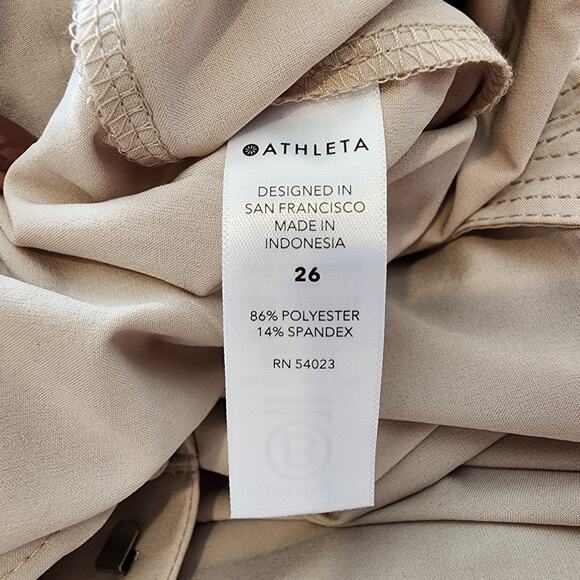 ATHLETA
DESIGNED IN
SAN FRANCISCO
MADE IN
INDONESIA
26
86% POLYESTER
14% SPANDEX
RN 54023
B